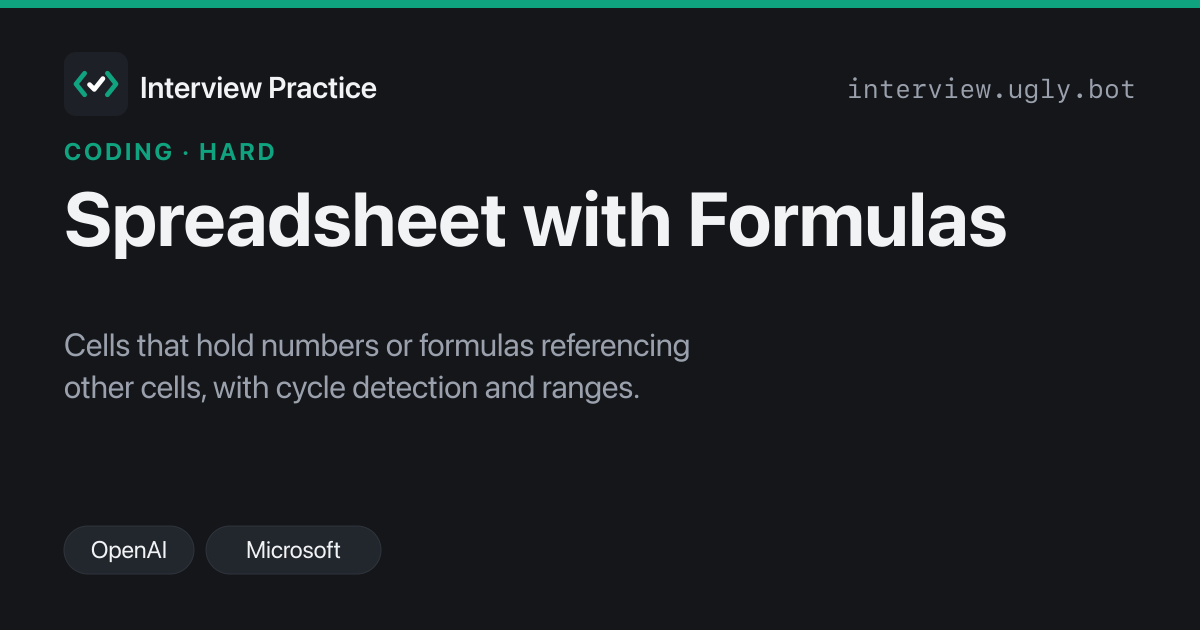 Interview Practice
interview.ugly.bot
CODING · HARD
Spreadsheet with Formulas
Cells that hold numbers or formulas referencing
other cells, with cycle detection and ranges.
OpenAI
Microsoft